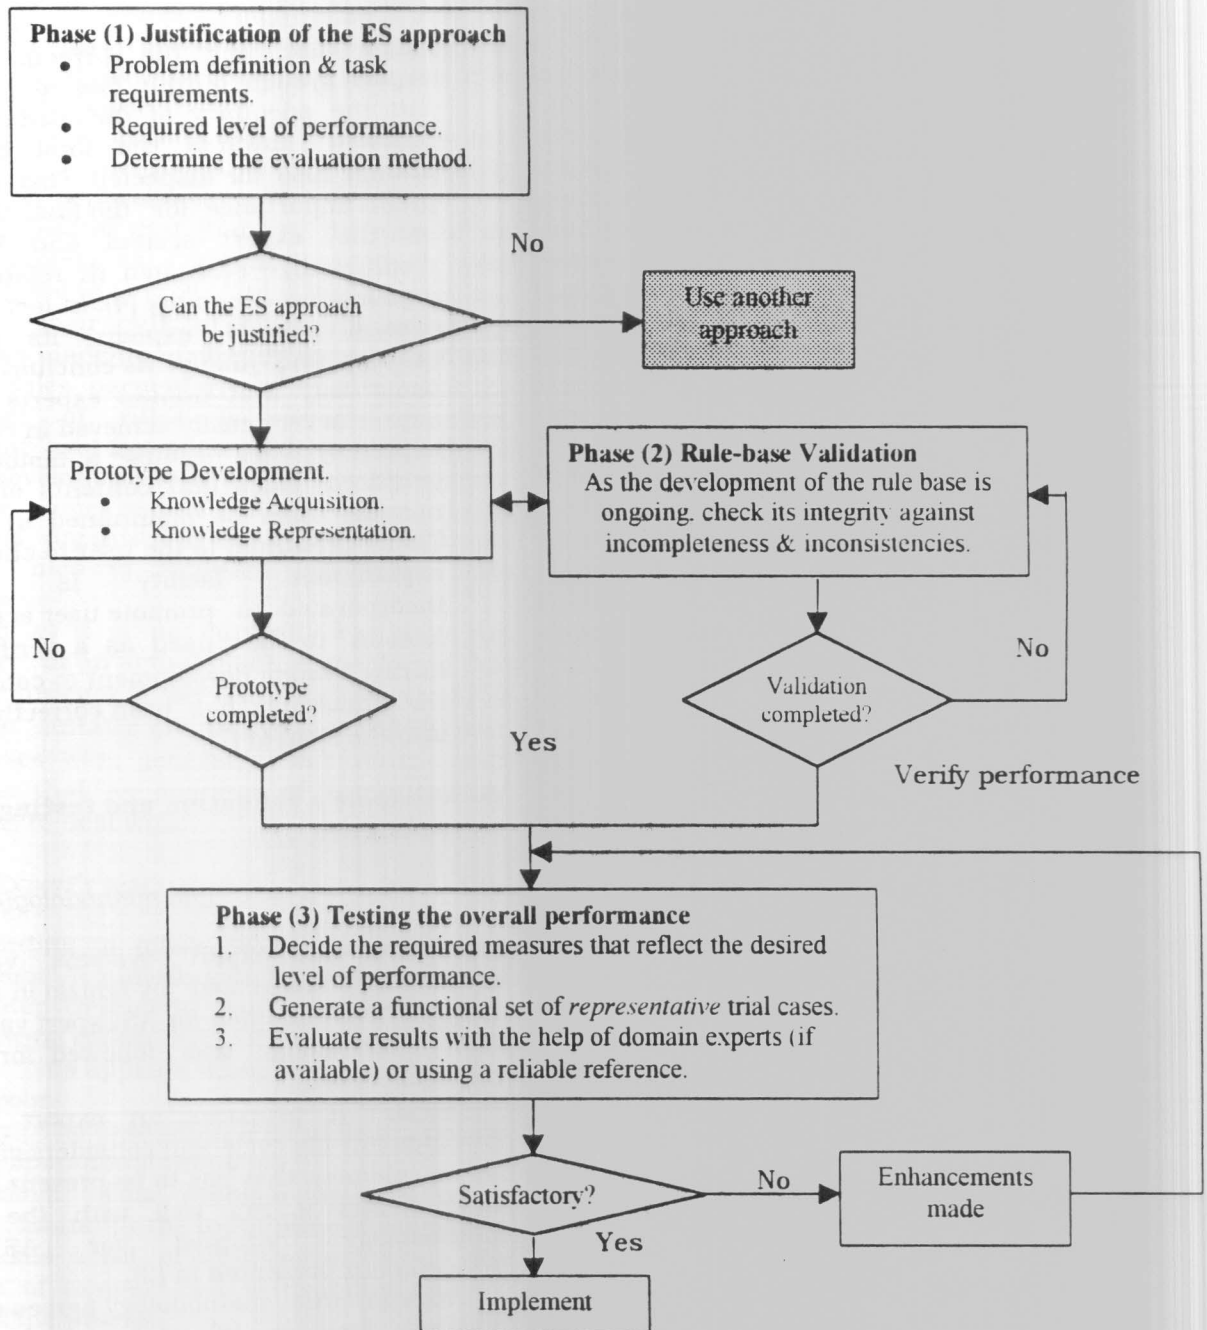 Phase (1) Justification of the ES approach
• Problem definition & task
requirements.
• Required level of performance.
• Determine the evaluation method.
No
Can the ES approach
be justified?
Use another
approach
Prototype Development.
• Knowledge Acquisition.
• Knowledge Representation.
Phase (2) Rule-base Validation
As the development of the rule base is
ongoing. check its integrity against
incompleteness & inconsistencies.
No
Prototype
completed?
Yes
Validation
completed?
No
Verify performance
Phase (3) Testing the overall performance
1. Decide the required measures that reflect the desired
level of performance.
2. Generate a functional set of representative trial cases.
3. Evaluate results with the help of domain experts (if
available) or using a reliable reference.
Satisfactory?
No
Enhancements
made
Yes
Implement